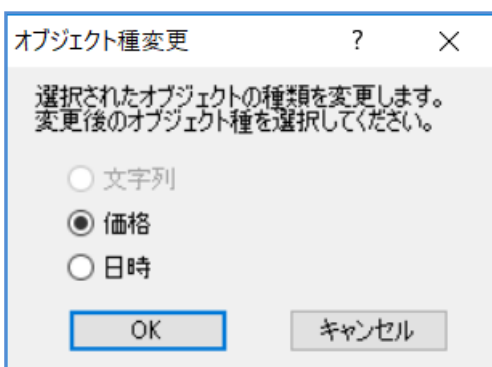 オブジェクト種変更
選択されたオブジェクトの種類を変更します。
変更後のオブジェクト種を選択してください。
文字列
価格
日時
OK キャンセル